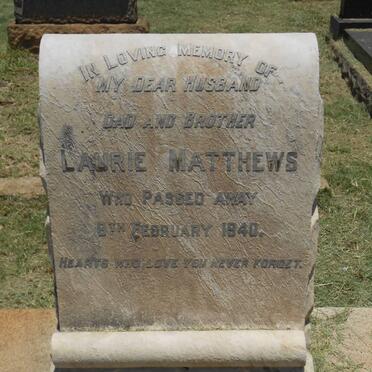 IN LOVING MEMORY OF
MY DEAR HUSBAND
DAD AND BROTHER
LAURIE MATTHEWS
WHO PASSED AWAY
8TH FEBRUARY 1940.
HEARTS WHO LOVE YOU NEVER FORGET.